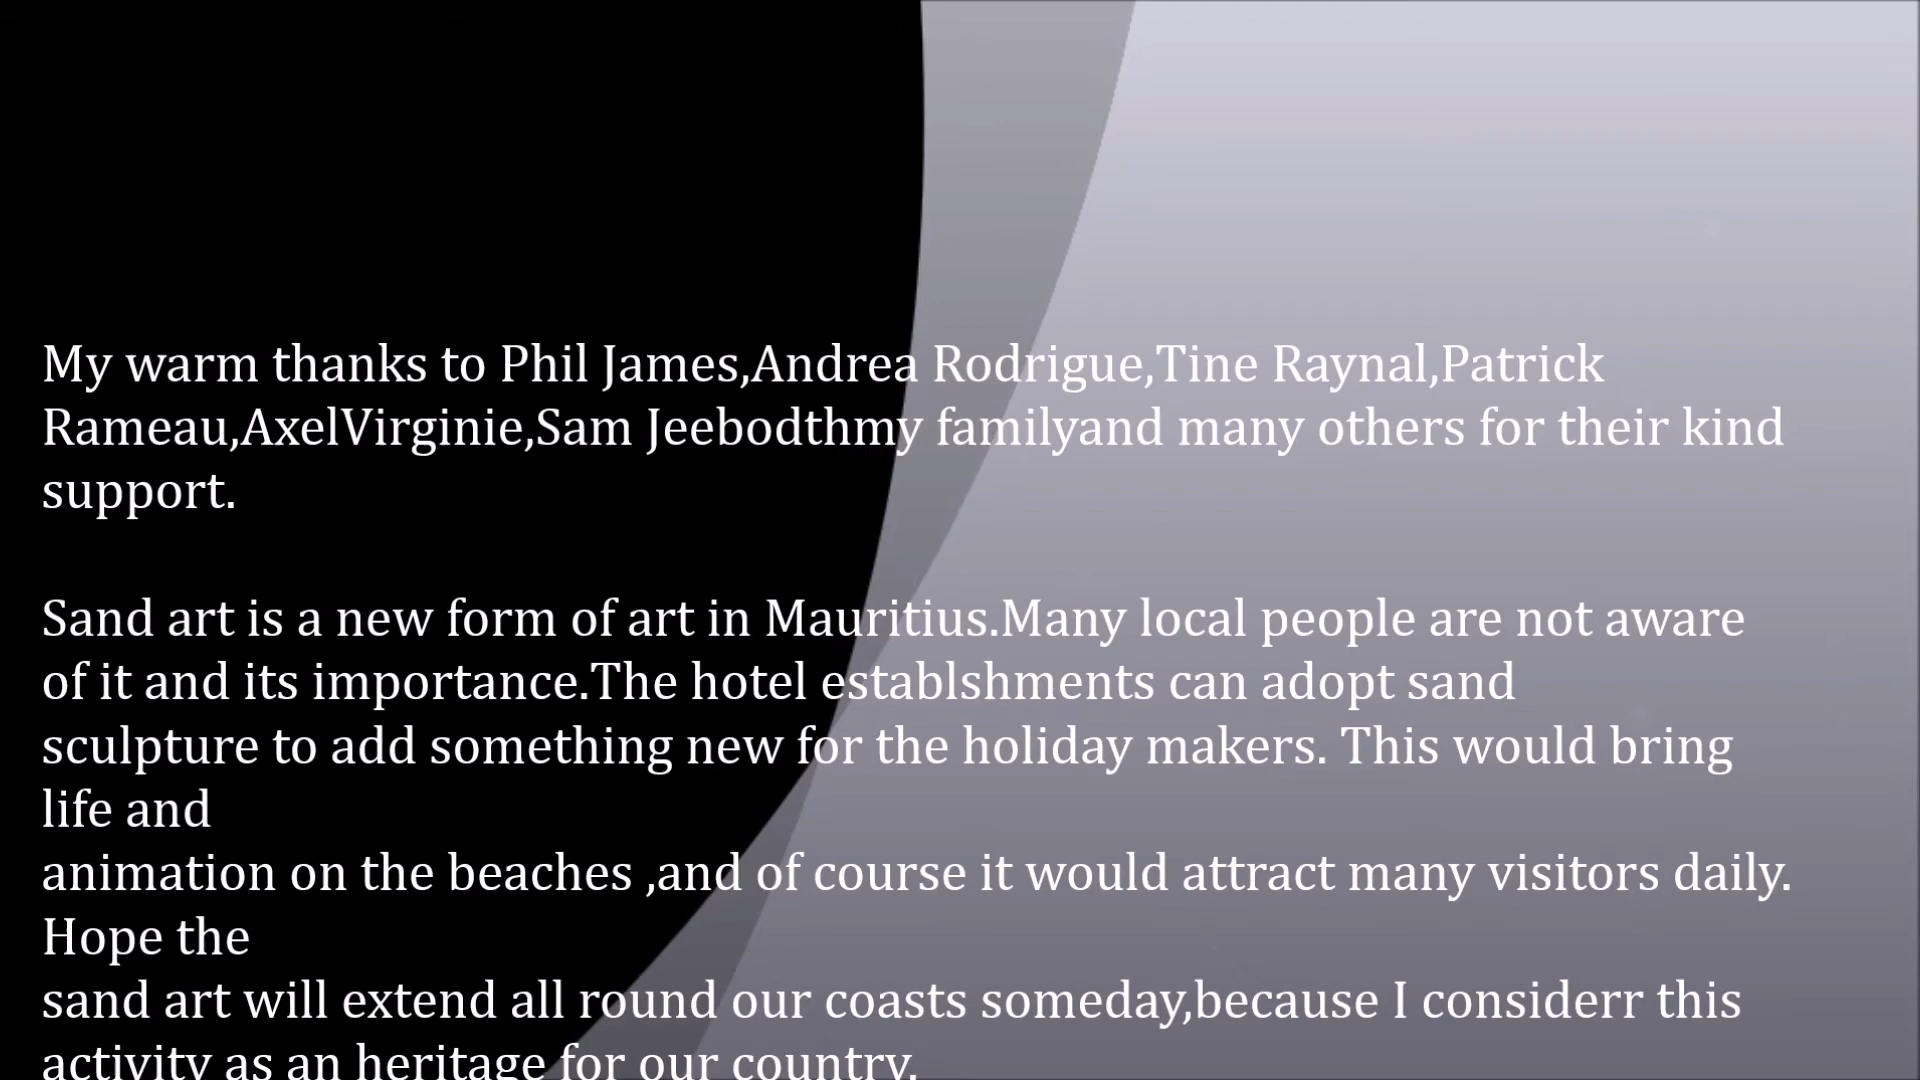 My warm thanks to Phil James,Andrea Rodrigue,Tine Raynal,Patrick
Rameau,AxelVirginie,Sam Jeebodthmy familyand many others for their kind
support.
Sand art is a new form of art in Mauritius.Many local people are not aware
of it and its importance.The hotel establshments can adopt sand
sculpture to add something new for the holiday makers. This would bring
life and
animation on the beaches ,and of course it would attract many visitors daily.
Hope the
sand art will extend all round our coasts someday,because I considerr this
activity as an heritage for our country.